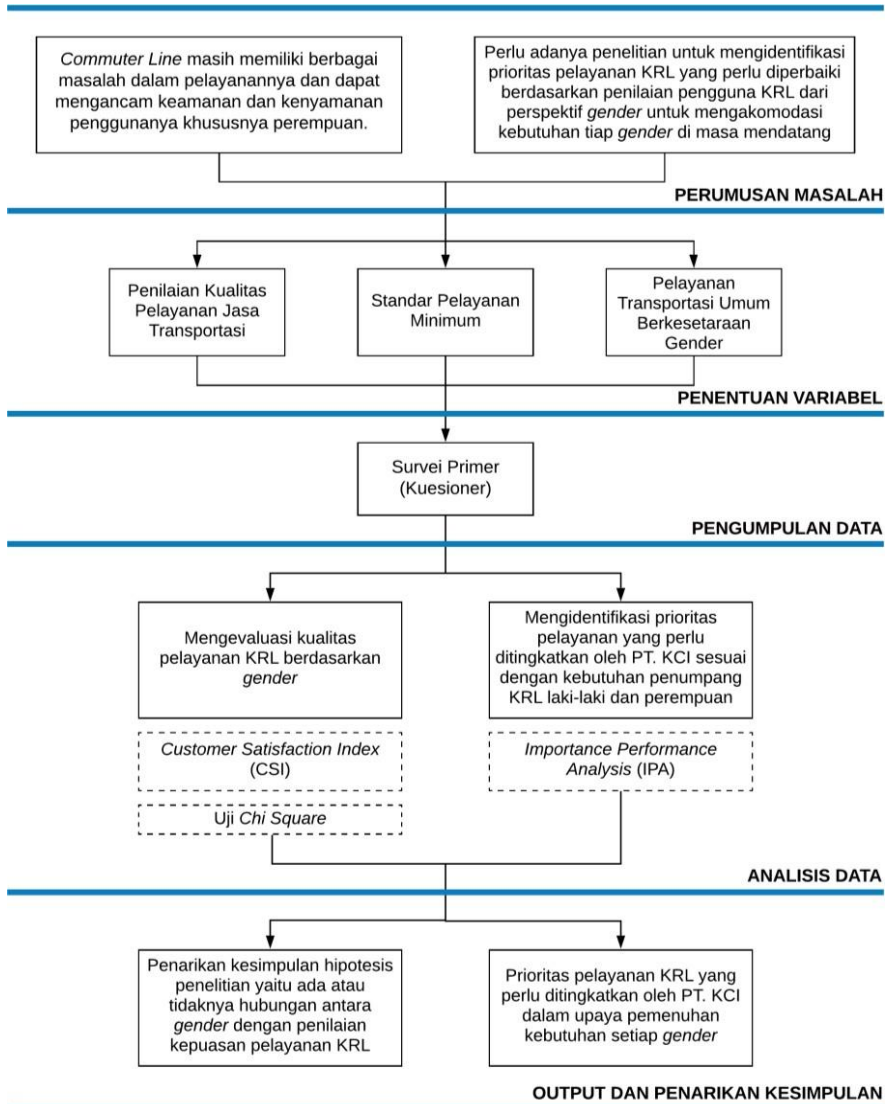 Commuter Line masih memiliki berbagai
masalah dalam pelayanannya dan dapat
mengancam keamanan dan kenyamanan
penggunanya khususnya perempuan.
Perlu adanya penelitian untuk mengidentifikasi
prioritas pelayanan KRL yang perlu diperbaiki
berdasarkan penilaian pengguna KRL dari
perspektif gender untuk mengakomodasi
kebutuhan tiap gender di masa mendatang
PERUMUSAN MASALAH
Penilaian Kualitas
Pelayanan Jasa
Transportasi
Standar Pelayanan
Minimum
Pelayanan
Transportasi Umum
Berkesetaraan
Gender
PENENTUAN VARIABEL
Survei Primer
(Kuesioner)
PENGUMPULAN DATA
Mengevaluasi kualitas
pelayanan KRL berdasarkan
gender
Mengidentifikasi prioritas
pelayanan yang perlu
ditingkatkan oleh PT. KCI sesuai
dengan kebutuhan penumpang
KRL laki-laki dan perempuan
Customer Satisfaction Index
(CSI)
Importance Performance
Analysis (IPA)
Uji Chi Square
ANALISIS DATA
Penarikan kesimpulan hipotesis
penelitian yaitu ada atau
tidaknya hubungan antara
gender dengan penilaian
kepuasan pelayanan KRL
Prioritas pelayanan KRL yang
perlu ditingkatkan oleh PT. KCI
dalam upaya pemenuhan
kebutuhan setiap gender
OUTPUT DAN PENARIKAN KESIMPULAN